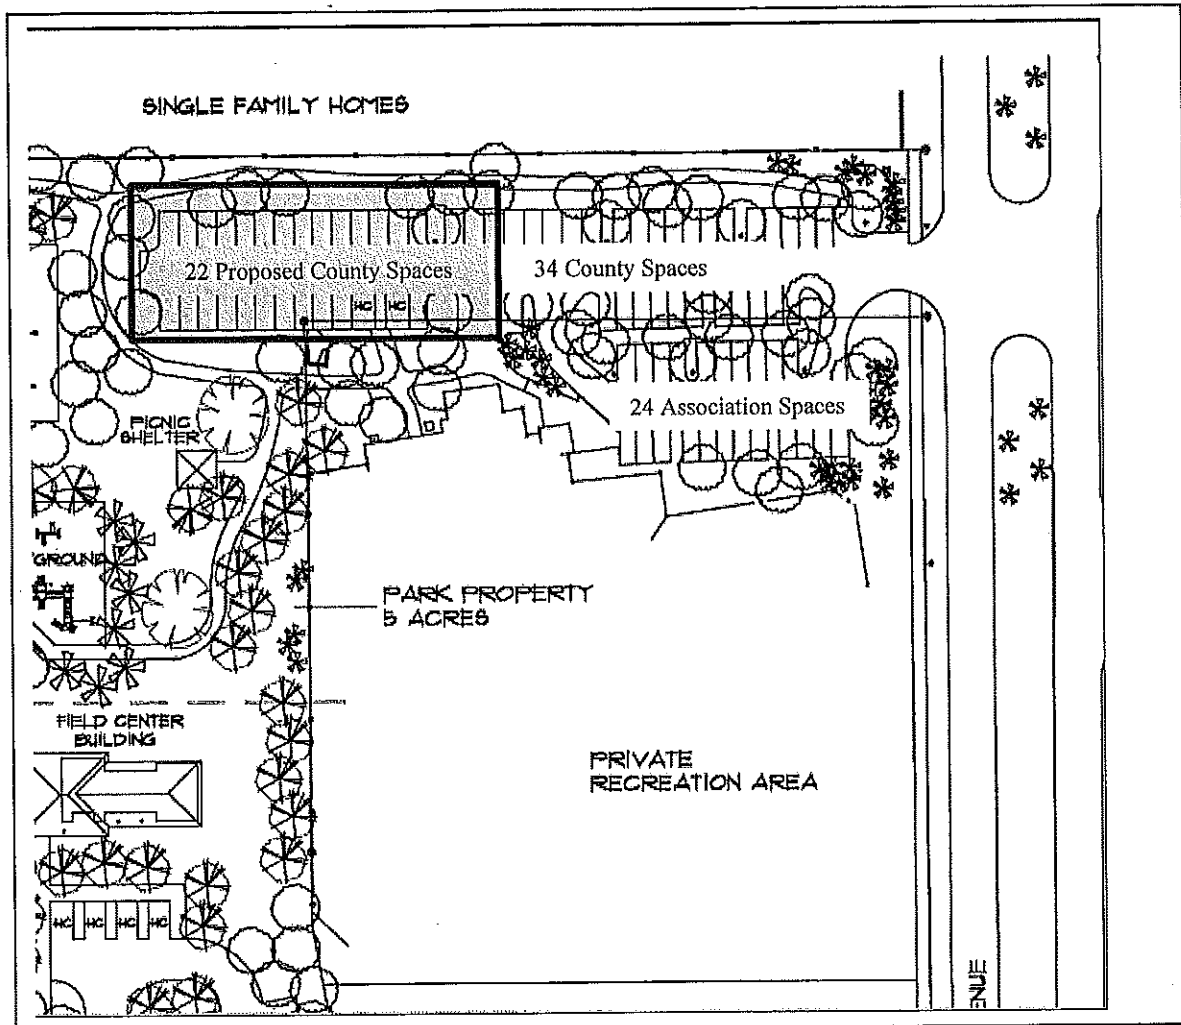 SINGLE FAMILY HOMES
22 Proposed County Spaces
34 County Spaces
HC HC
24 Association Spaces
PICNIC
SHELTER
GROUND
PARK PROPERTY
5 ACRES
FIELD CENTER
BUILDING
PRIVATE
RECREATION AREA
HC HC HC HC
ENUE